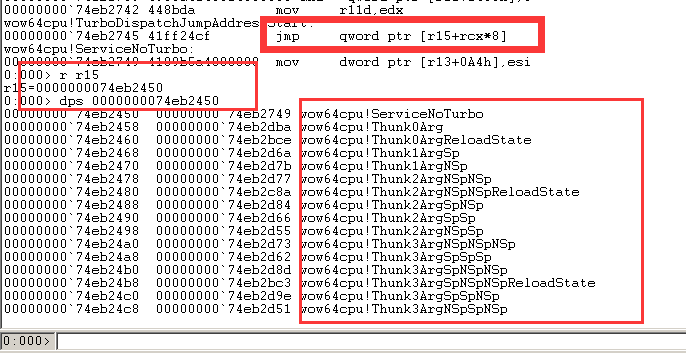 00000000`74eb2742 448bda mov r11d,edx
wow64cpu!TurboDispatchJumpAddressStart:
00000000`74eb2745 41ff24cf jmp qword ptr [r15+rcx*8]
wow64cpu!ServiceNoTurbo:
00000000`74eb2749 4189b5a4000000 mov dword ptr [r13+0A4h],esi
0:000> r r15
r15=0000000074eb2450
0:000> dps 0000000074eb2450
00000000`74eb2450 00000000`74eb2749 wow64cpu!ServiceNoTurbo
00000000`74eb2458 00000000`74eb2dba wow64cpu!Thunk0Arg
00000000`74eb2460 00000000`74eb2bce wow64cpu!Thunk0ArgReloadState
00000000`74eb2468 00000000`74eb2d6a wow64cpu!Thunk1ArgSp
00000000`74eb2470 00000000`74eb2d7b wow64cpu!Thunk1ArgNSp
00000000`74eb2478 00000000`74eb2d77 wow64cpu!Thunk2ArgNSpNSp
00000000`74eb2480 00000000`74eb2c8a wow64cpu!Thunk2ArgNSpNSpReloadState
00000000`74eb2488 00000000`74eb2d84 wow64cpu!Thunk2ArgSpNSp
00000000`74eb2490 00000000`74eb2d66 wow64cpu!Thunk2ArgSpSp
00000000`74eb2498 00000000`74eb2d55 wow64cpu!Thunk2ArgNSpSp
00000000`74eb24a0 00000000`74eb2d73 wow64cpu!Thunk3ArgNSpNSpNSp
00000000`74eb24a8 00000000`74eb2d62 wow64cpu!Thunk3ArgSpSpSp
00000000`74eb24b0 00000000`74eb2d8d wow64cpu!Thunk3ArgSpNSpNSp
00000000`74eb24b8 00000000`74eb2bc3 wow64cpu!Thunk3ArgSpNSpNSpReloadState
00000000`74eb24c0 00000000`74eb2d9e wow64cpu!Thunk3ArgSpSpNSp
00000000`74eb24c8 00000000`74eb2d51 wow64cpu!Thunk3ArgNSpSpNSp
0:000>